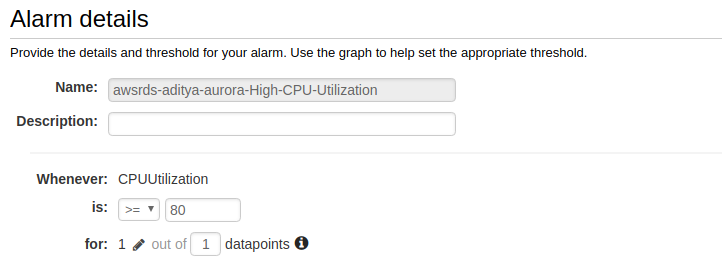 Alarm details
Provide the details and threshold for your alarm. Use the graph to help set the appropriate threshold.
Name: awsrds-aditya-aurora-High-CPU-Utilization
Description:
Whenever: CPUUtilization
is: >= 80
for: 1 out of 1 datapoints